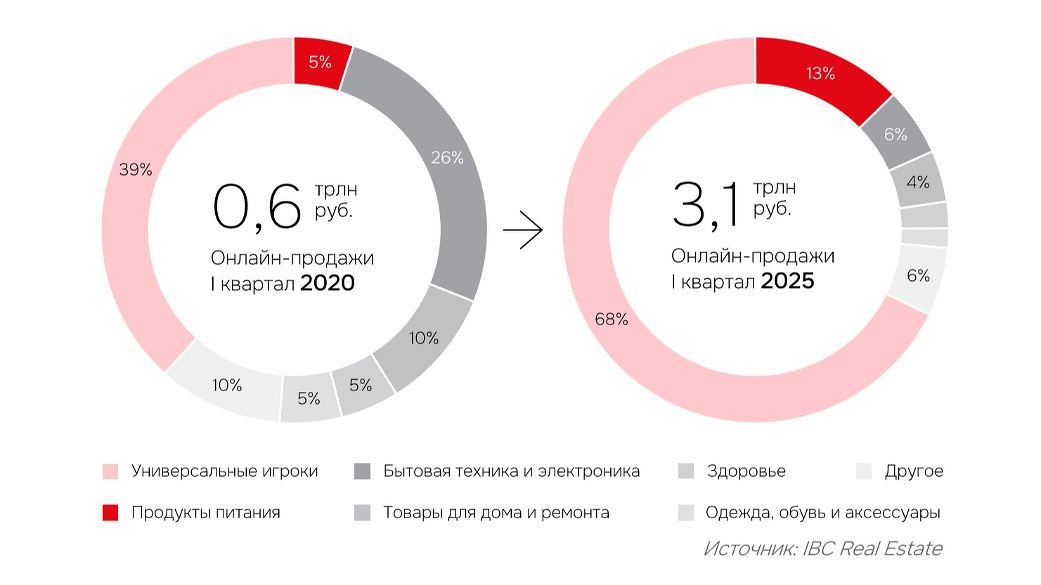 5%
26%
39%
10%
5%
5%
10%
0,6 трлн
руб.
Онлайн-продажи
I квартал 2020
13%
6%
4%
6%
68%
3,1 трлн
руб.
Онлайн-продажи
I квартал 2025
Универсальные игроки
Бытовая техника и электроника
Здоровье
Другое
Продукты питания
Товары для дома и ремонта
Одежда, обувь и аксессуары
Источник: IBC Real Estate